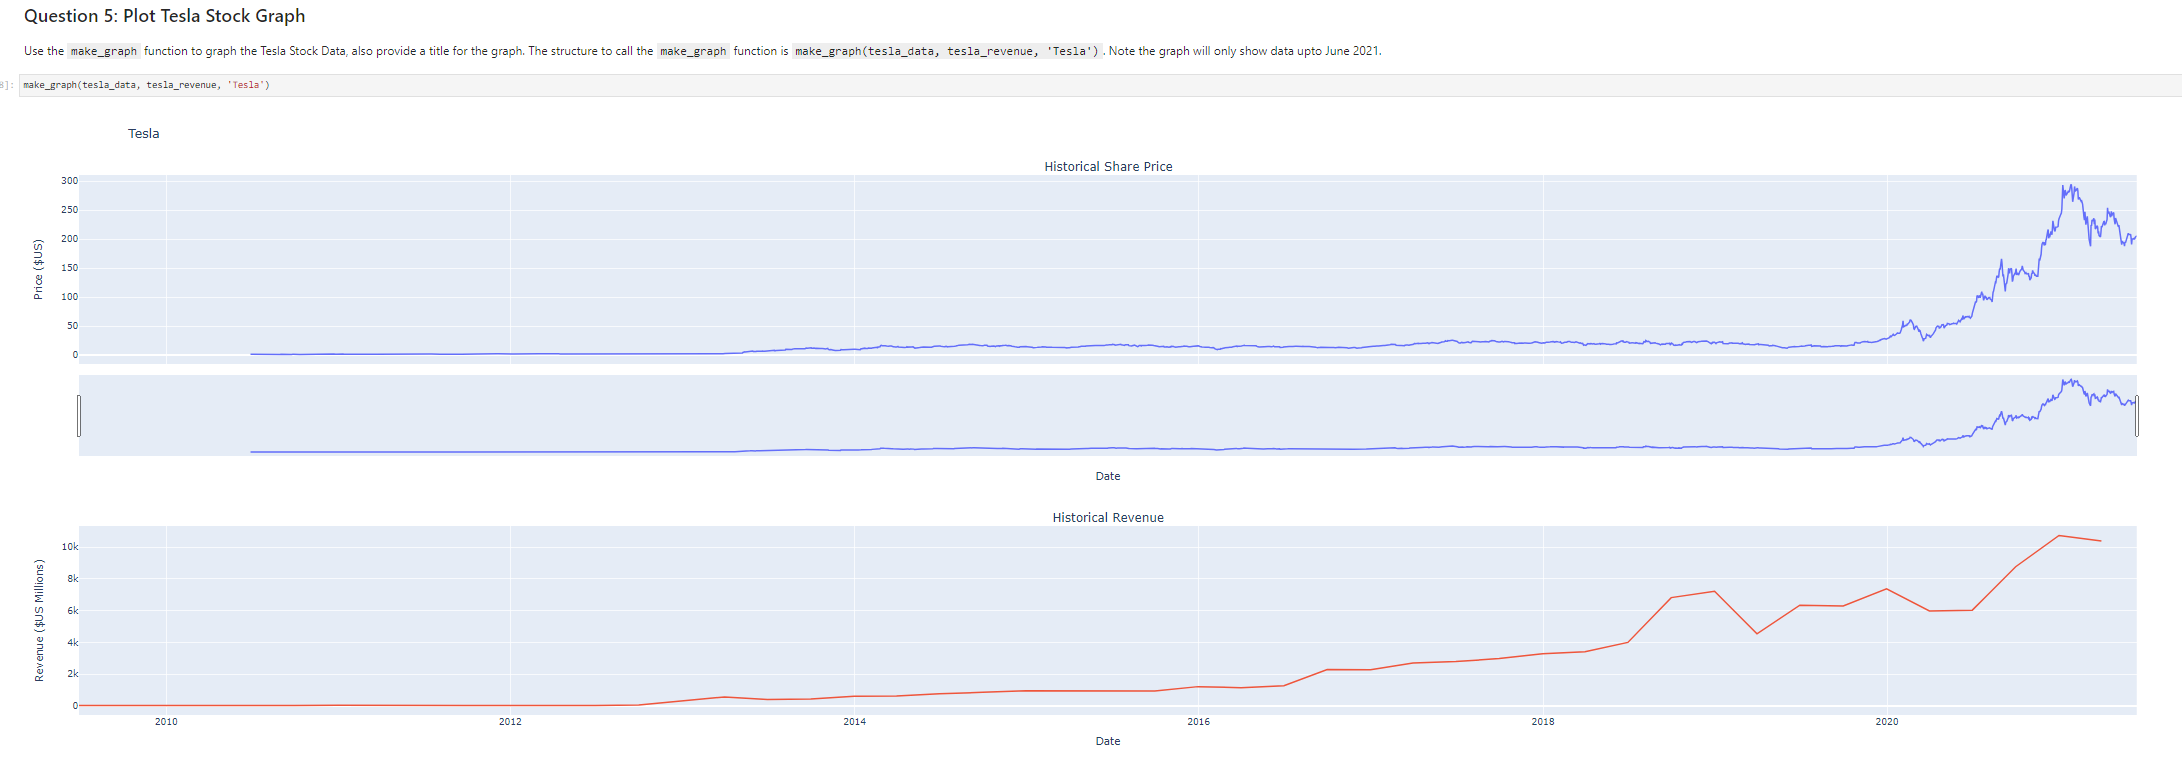 Question 5: Plot Tesla Stock Graph
Use the make_graph function to graph the Tesla Stock Data, also provide a title for the graph. The structure to call the make_graph function is make_graph(tesla_data, tesla_revenue, 'Tesla') . Note the graph will only show data upto June 2021.
8]: make_graph(tesla_data, tesla_revenue, 'Tesla')
Tesla
Historical Share Price
300
250
200
150
100
50
0
Price ($US)
Date
Historical Revenue
10k
8k
6k
4k
2k
0
Revenue ($US Millions)
2010 2012 2014 2016 2018 2020
Date